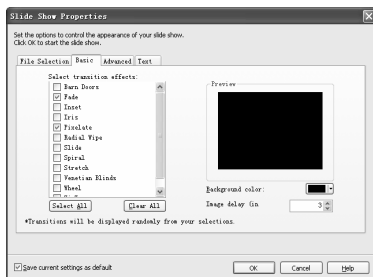 Slide Show Properties
Set the options to control the appearance of your slide show.
Click OK to start the slide show.
File Selection Basic Advanced Text
Select transition effects:
Barn Doors
Fade
Inset
Iris
Pixelate
Radial Wipe
Slide
Spiral
Stretch
Venetian Blinds
Wheel
Preview
Background color:
Image delay (in
3
Select All Clear All
*Transitions will be displayed randomly from your selections.
Save current settings as default
OK Cancel Help